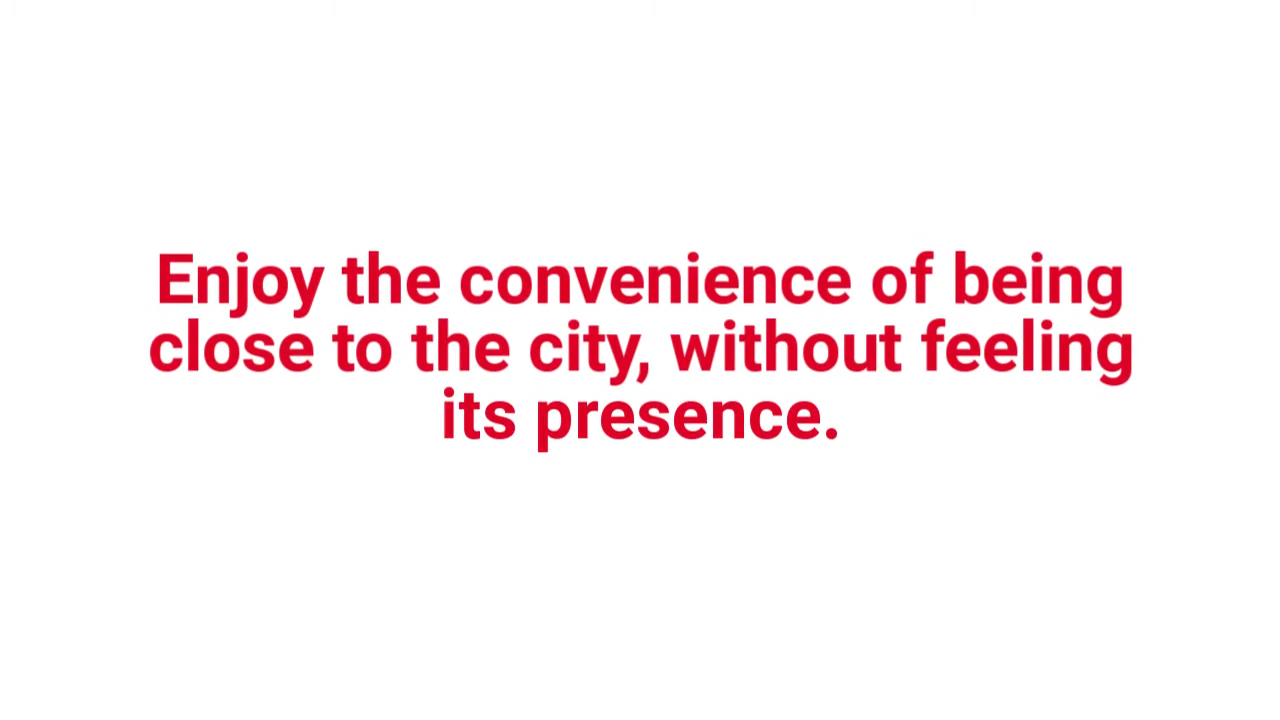 Enjoy the convenience of being
close to the city, without feeling
its presence.